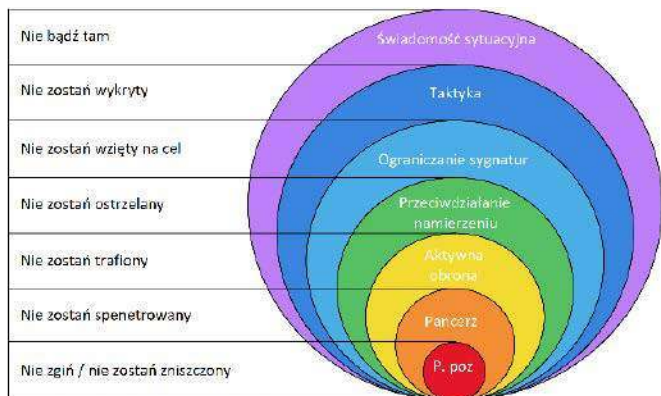 Nie bądź tam
Świadomość sytuacyjna
Nie zostań wykryty
Taktyka
Nie zostań wzięty na cel
Ograniczanie sygnatur
Nie zostań ostrzelany
Przeciwdziałanie
namierzeniu
Nie zostań trafiony
Aktywna
obrona
Nie zostań spenetrowany
Pancerz
Nie zgiń / nie zostań zniszczony
P. poż